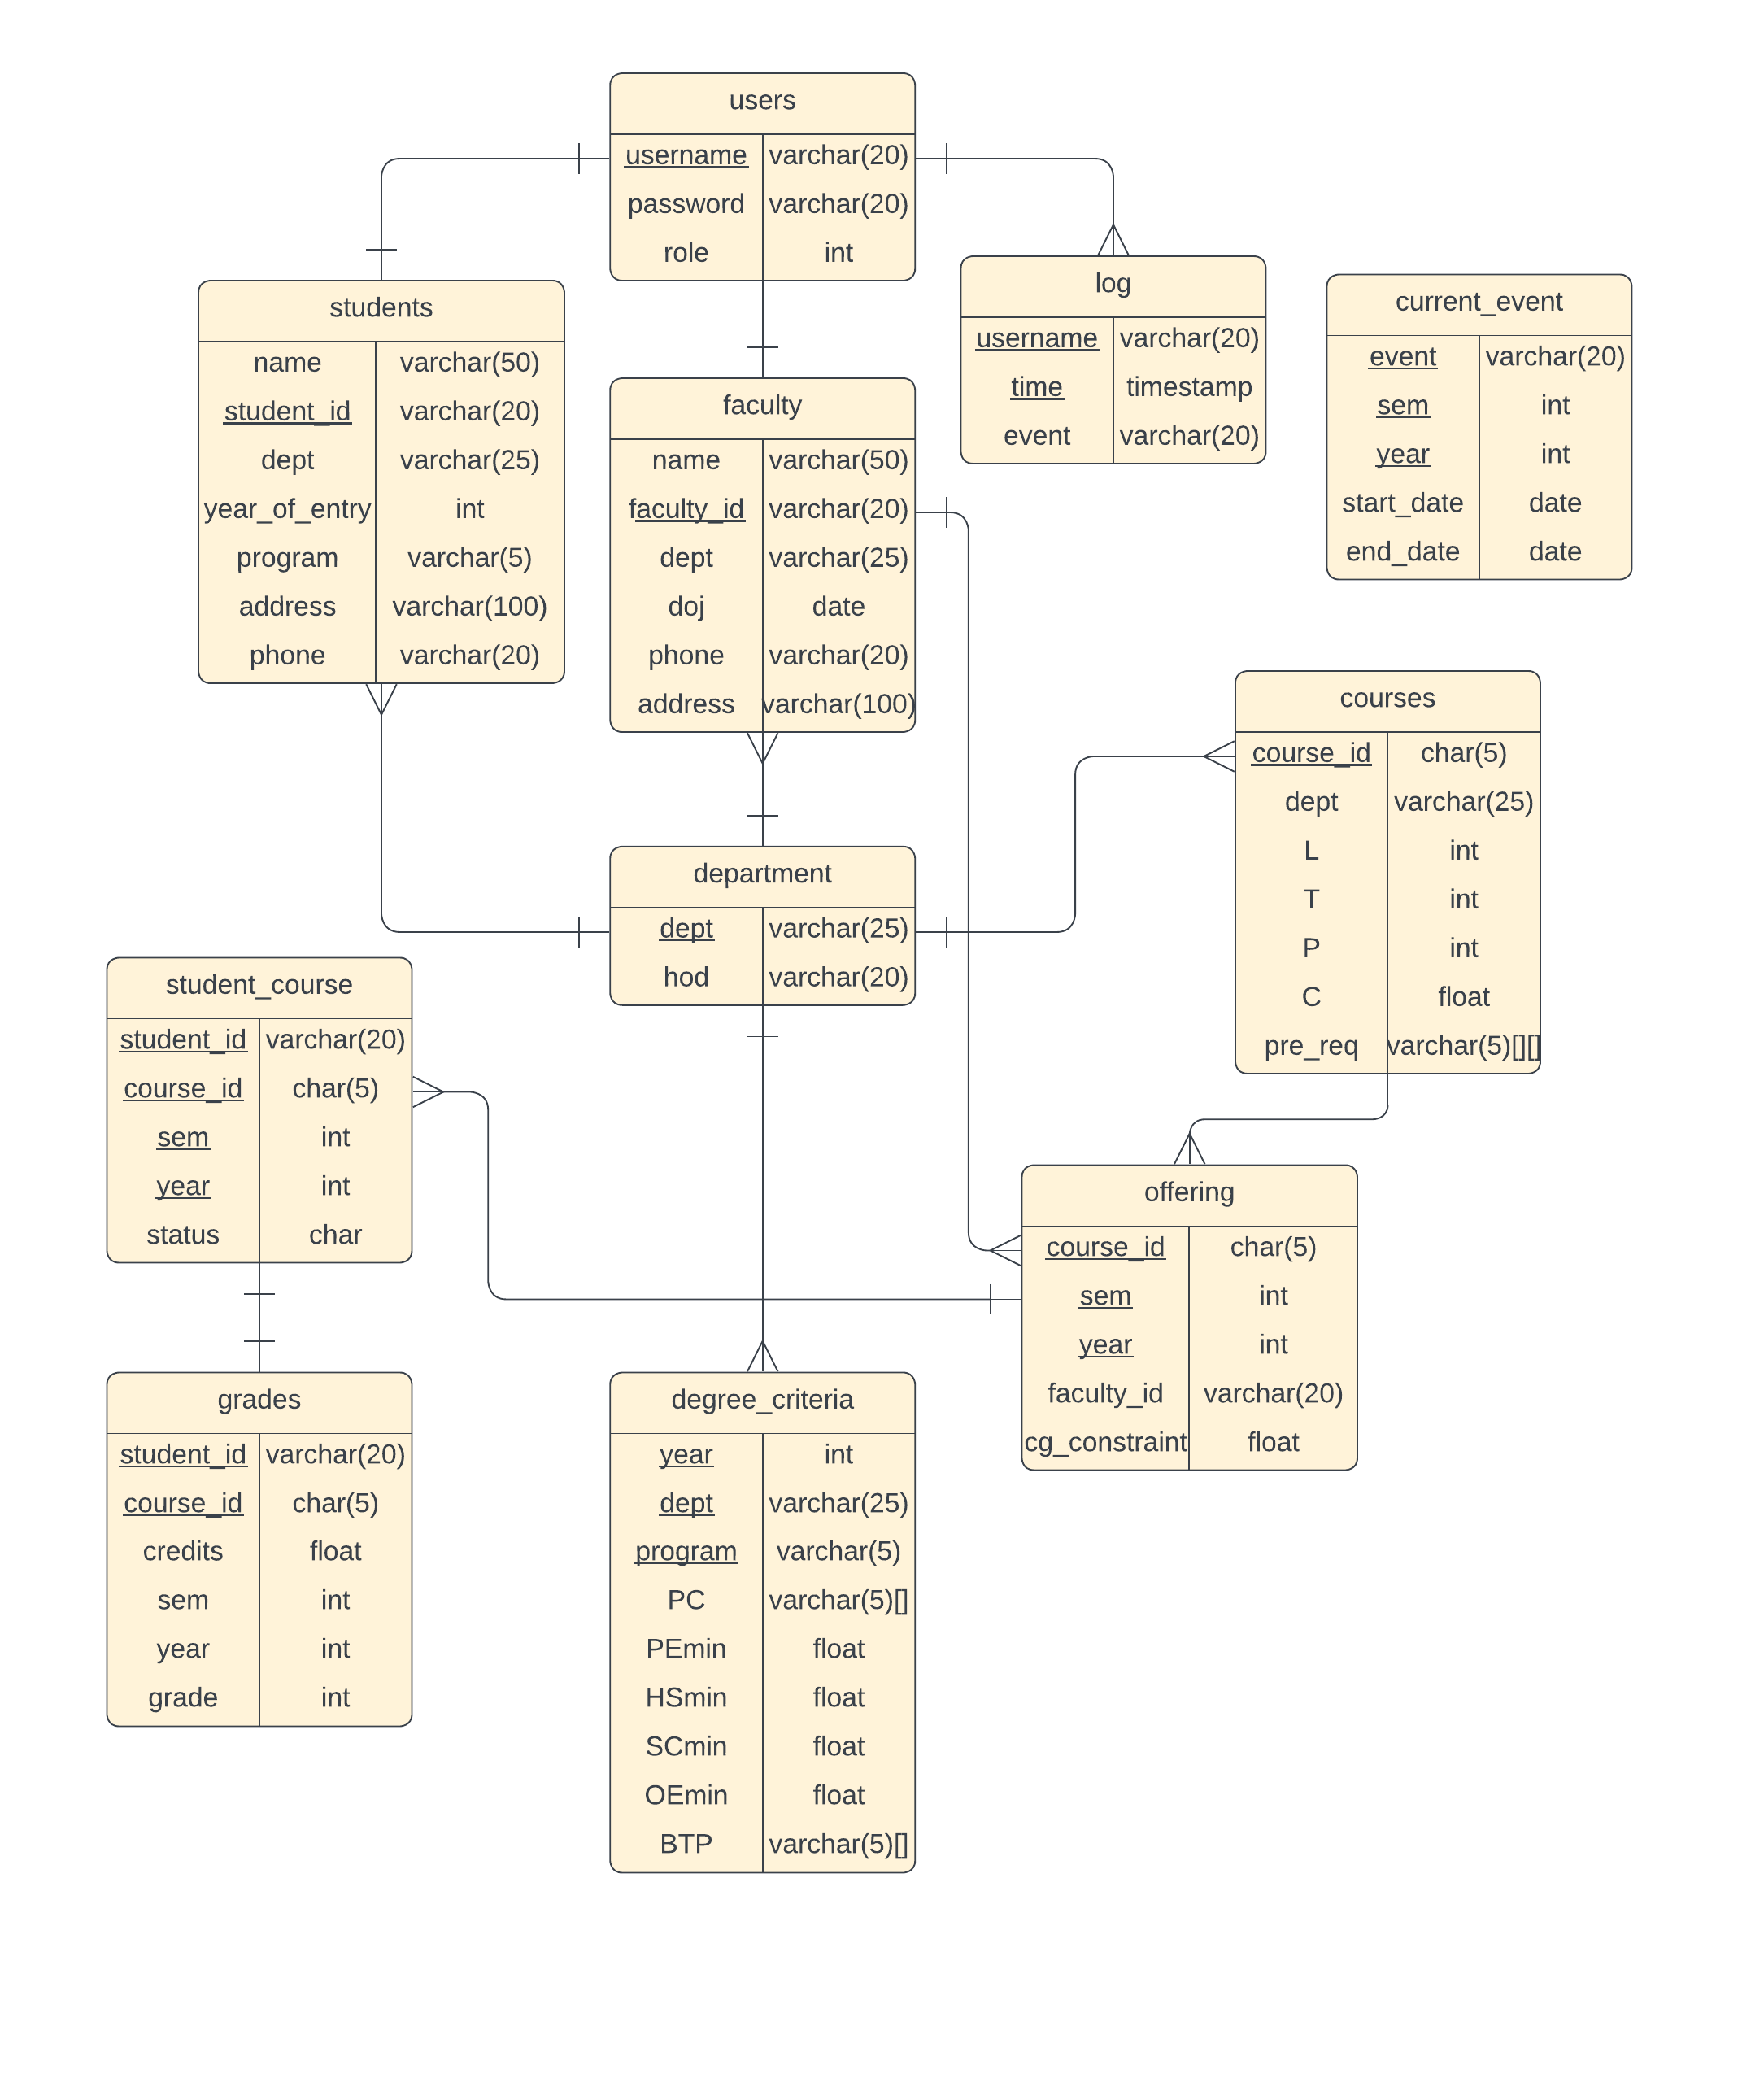 users
username varchar(20)
password varchar(20)
role int
students
name varchar(50)
student_id varchar(20)
dept varchar(25)
year_of_entry int
program varchar(5)
address varchar(100)
phone varchar(20)
faculty
name varchar(50)
faculty_id varchar(20)
dept varchar(25)
doj date
phone varchar(20)
address varchar(100)
log
username varchar(20)
time timestamp
event varchar(20)
current_event
event varchar(20)
sem int
year int
start_date date
end_date date
courses
course_id char(5)
dept varchar(25)
L int
T int
P int
C float
pre_req varchar(5)[][]
department
dept varchar(25)
hod varchar(20)
student_course
student_id varchar(20)
course_id char(5)
sem int
year int
status char
offering
course_id char(5)
sem int
year int
faculty_id varchar(20)
cg_constraint float
grades
student_id varchar(20)
course_id char(5)
credits float
sem int
year int
grade int
degree_criteria
year int
dept varchar(25)
program varchar(5)
PC varchar(5)[]
PEmin float
HSmin float
SCmin float
OEmin float
BTP varchar(5)[]